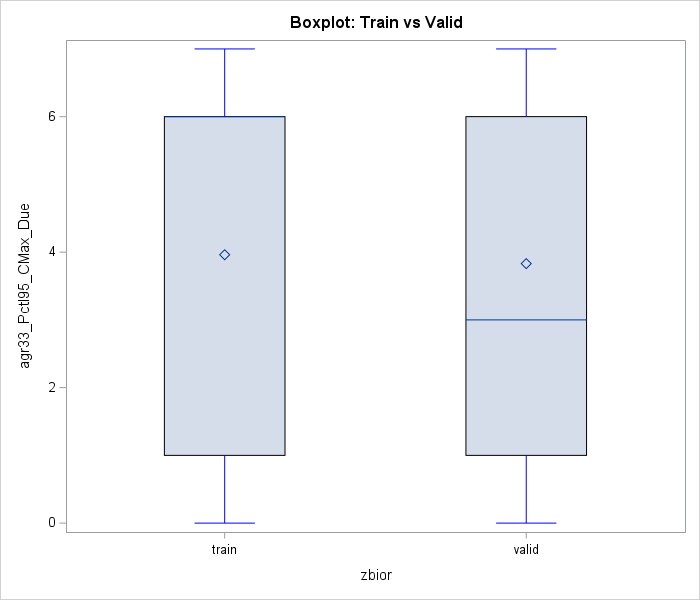 Boxplot: Train vs Valid
agr33_Pctl95_CMax_Due
6
4
2
0
train valid
zbior